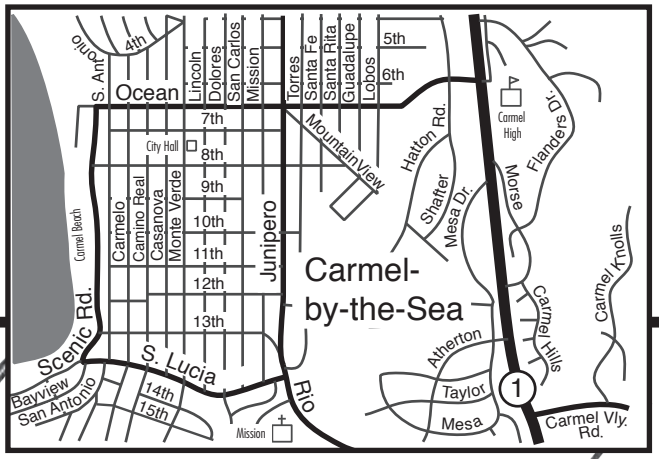 4th
S. Antonio
5th
6th
Lincoln
Dolores
San Carlos
Mission
Torres
Santa Fe
Santa Rita
Guadalupe
Lobos
Ocean
7th
City Hall
8th
9th
10th
11th
12th
13th
Carmel Beach
Carmelo
Camino Real
Casanova
Monte Verde
Junipero
MountainView
Hatton Rd.
Shafter
Mesa Dr.
Morse
Flanders Dr.
Carmel
High
Carmel-
by-the-Sea
Carmel Knolls
Carmel Hills
Scenic Rd.
S. Lucia
Rio
Atherton
Taylor
Mesa
1
Carmel Vly.
Rd.
Bayview
San Antonio
14th
15th
Mission